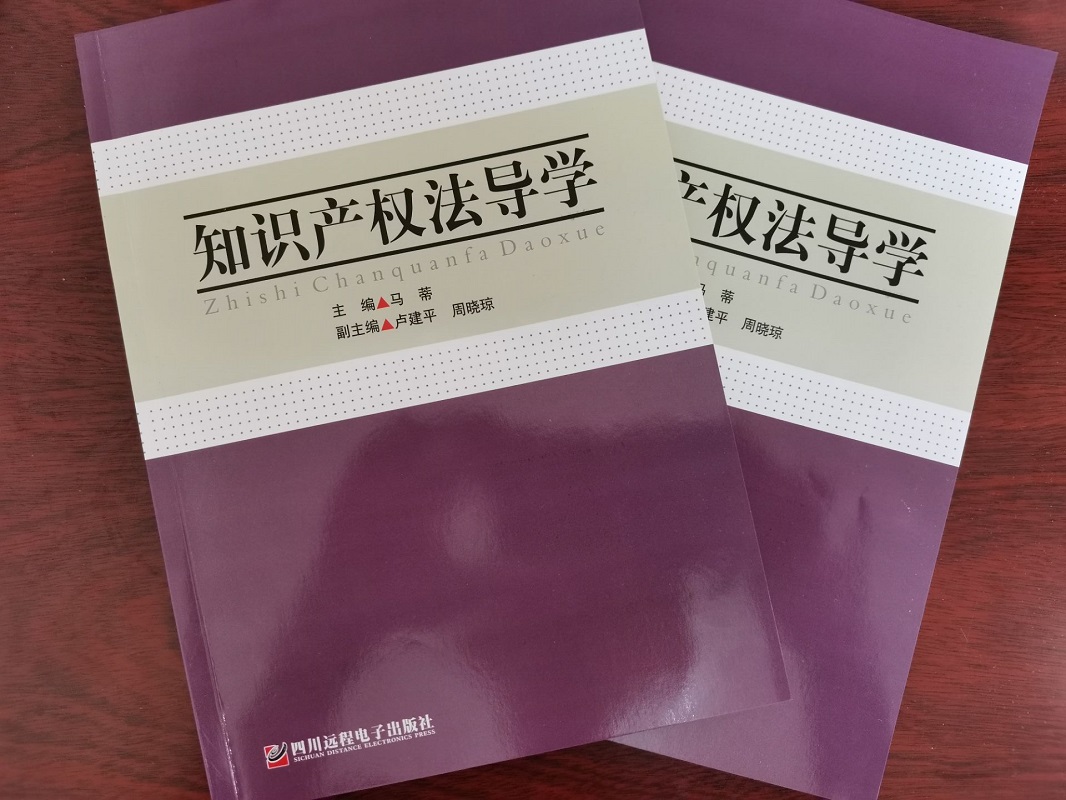 知识产权法导学
Zhishi Chanquanfa Daoxue
主 编▲马 蒂
副主编▲卢建平 周晓琼
四川远程电子出版社
SICHUAN DISTANCE ELECTRONICS PRESS
产权法导学
nquanfa Daoxue
马 蒂
建平 周晓琼